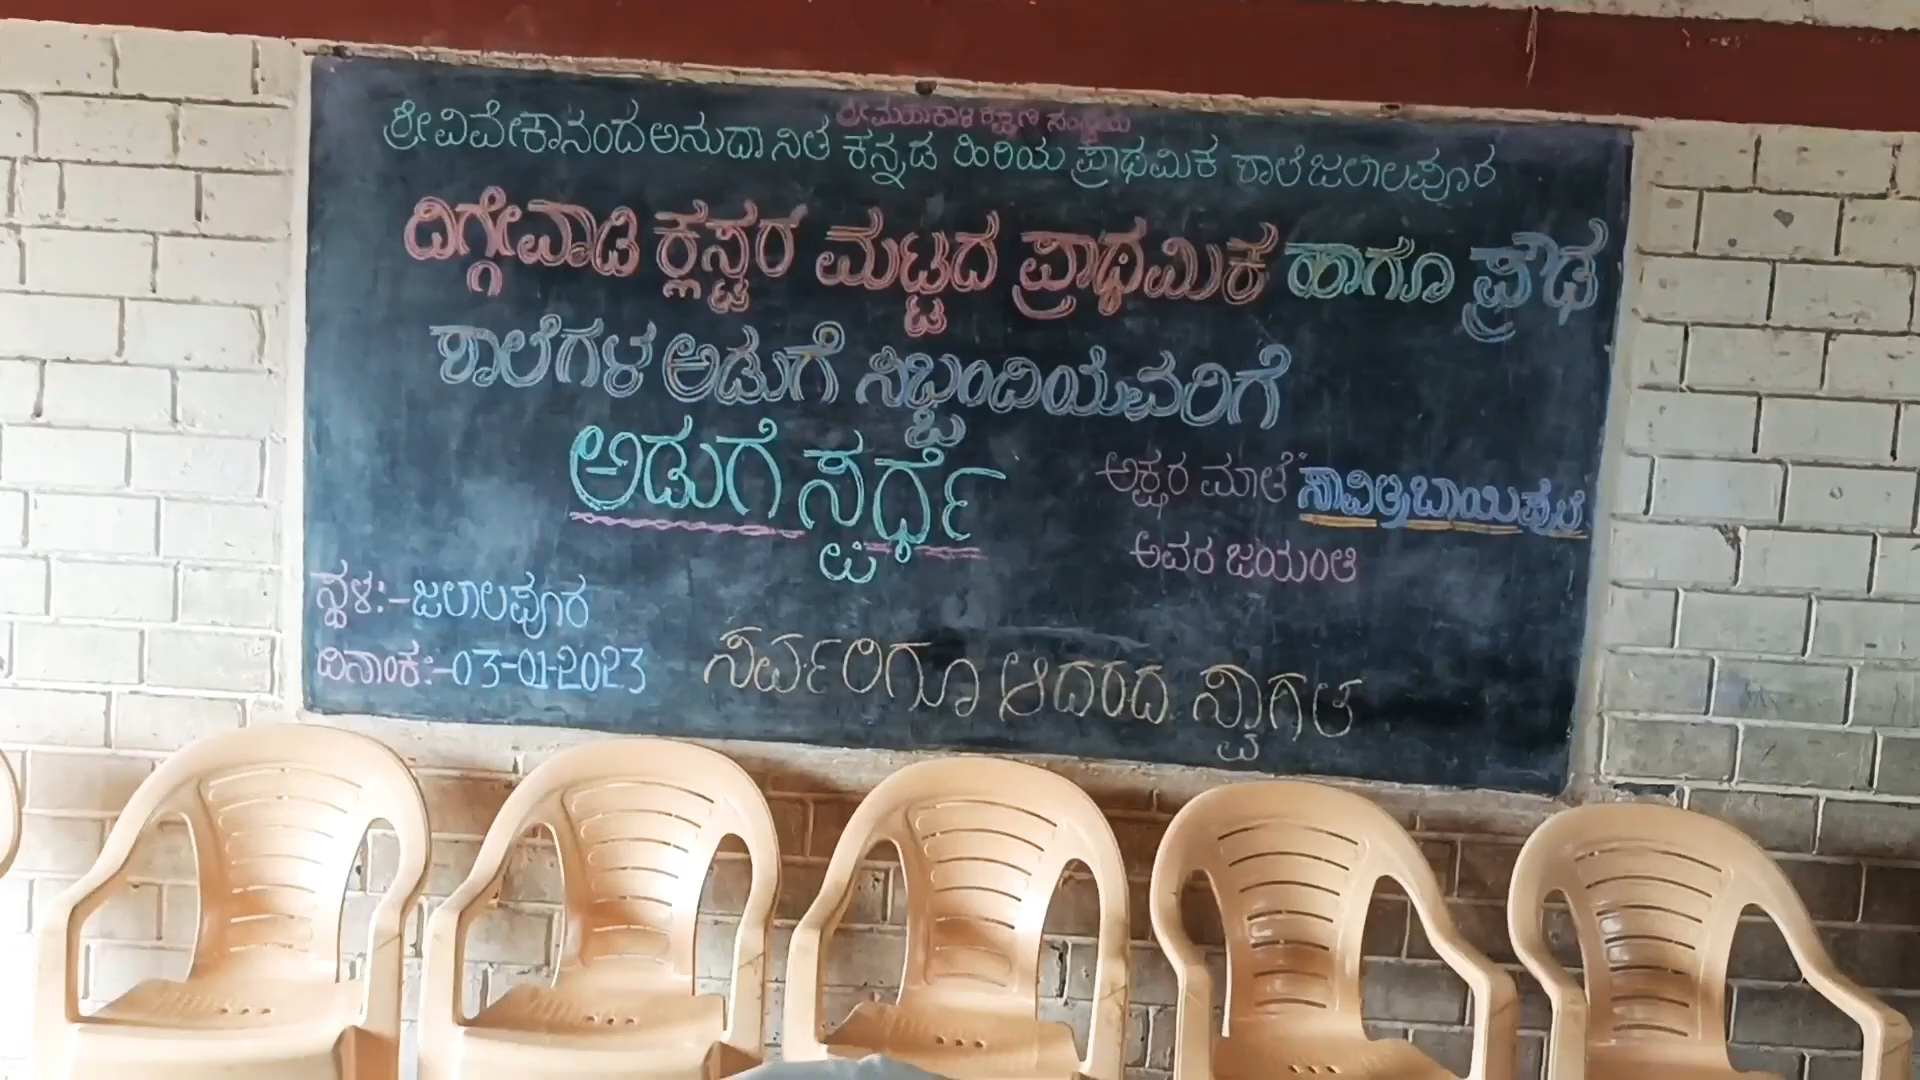 ಶ್ರೀಮಹಾಕಾಳಿ ಶಿಕ್ಷಣ ಸಂಸ್ಥೆಯ
ಶ್ರೀ ವಿವೇಕಾನಂದ ಅನುದಾನಿತ ಕನ್ನಡ ಹಿರಿಯ ಪ್ರಾಥಮಿಕ ಶಾಲೆ ಜಲಾಲಪೂರ
ದಿಗ್ಗೇವಾಡಿ ಕ್ಲಸ್ಟರ ಮಟ್ಟದ ಪ್ರಾಥಮಿಕ ಹಾಗೂ ಪ್ರೌಢ
ಶಾಲೆಗಳ ಅಡುಗೆ ಸಿಬ್ಬಂದಿಯವರಿಗೆ
ಅಡುಗೆ ಸ್ಪರ್ಧೆ
ಅಕ್ಷರ ಮಾತೆ "ಸಾವಿತ್ರಿಬಾಯಿ ಫುಲೆ
ಅವರ ಜಯಂತಿ
ಸ್ಥಳ:-ಜಲಾಲಪೂರ
ದಿನಾಂಕ:-03-01-2023
ಸರ್ವರಿಗೂ ಆದರದ ಸ್ವಾಗತ